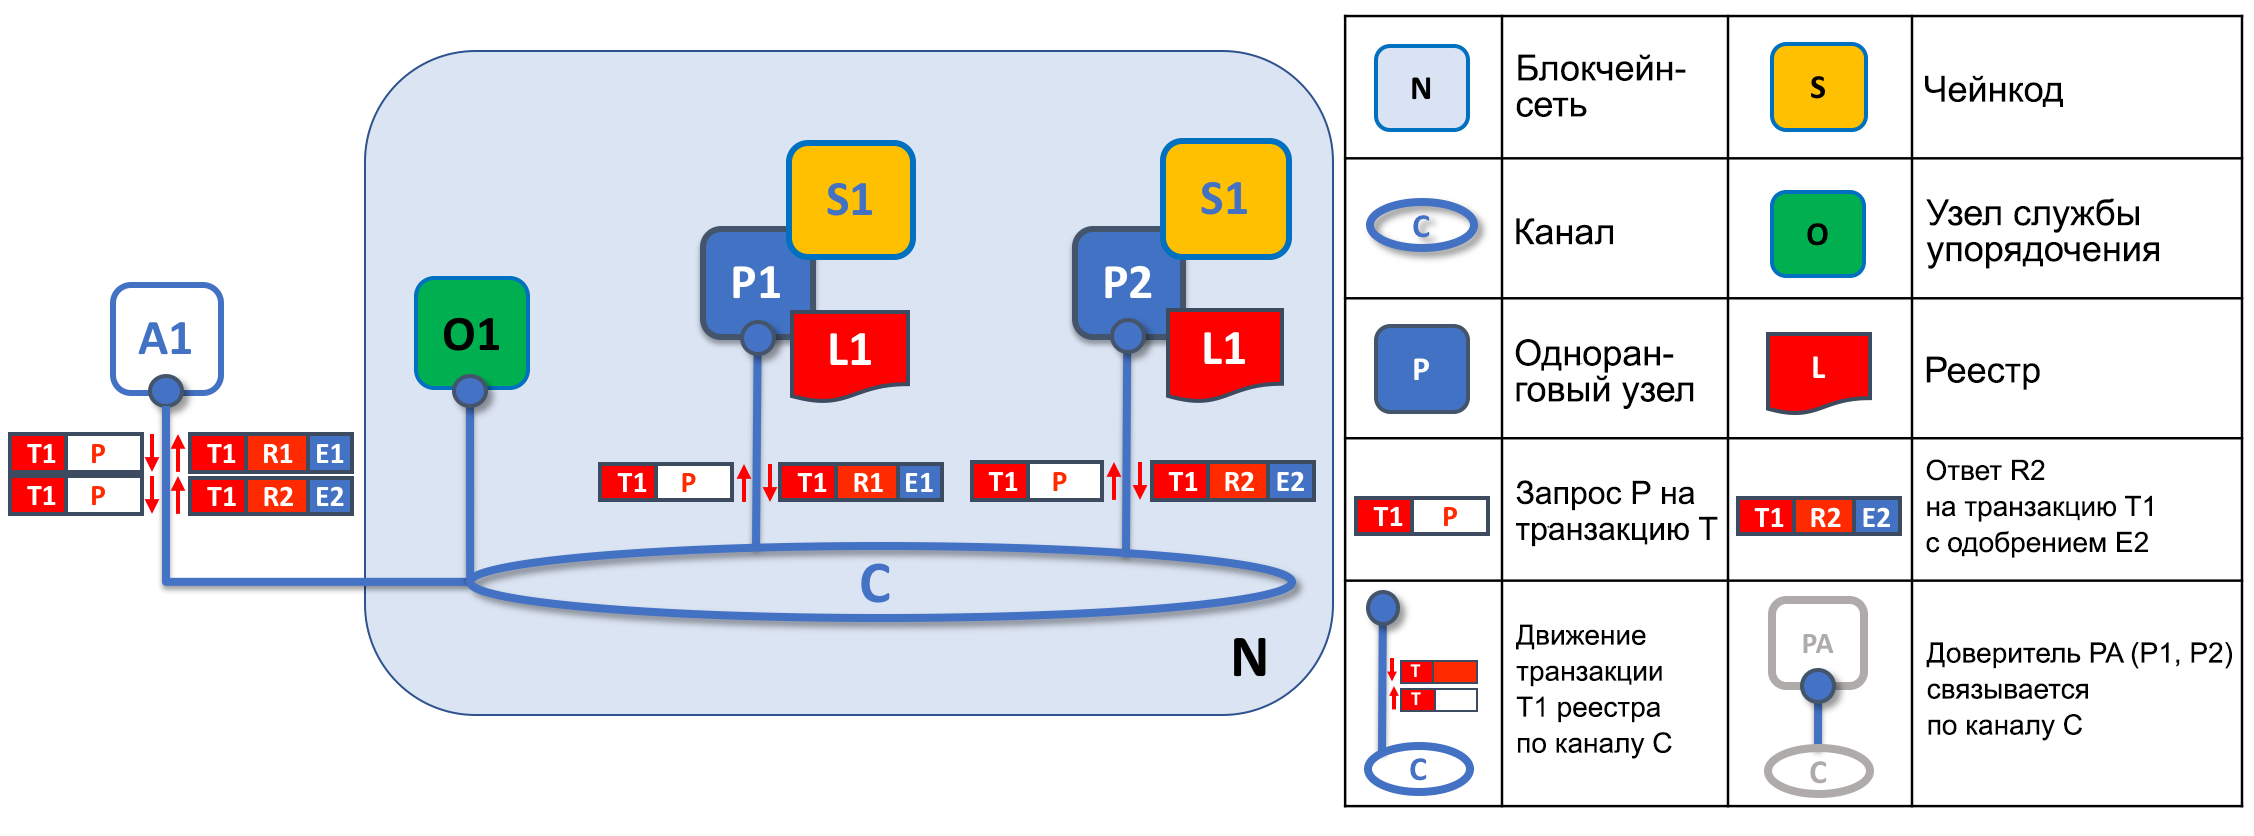 S1
S1
P1
P2
A1
O1
L1
L1
T1 P
T1 R1 E1
T1 P
T1 R2 E2
T1 P
T1 R1 E1
T1 P
T1 R2 E2
C
N
N
Блокчейн-
сеть
S
Чейнкод
C
Канал
O
Узел службы
упорядочения
P
Одноран-
говый узел
L
Реестр
T1 P
Запрос P на
транзакцию T
T1 R2 E2
Ответ R2
на транзакцию T1
с одобрением E2
T
T
C
Движение
транзакции
T1 реестра
по каналу C
PA
C
Доверитель PA (P1, P2)
связывается
по каналу C